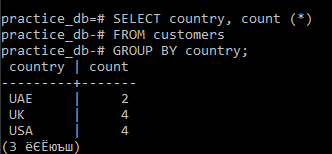 practice_db=# SELECT country, count (*)
practice_db-# FROM customers
practice_db-# GROUP BY country;
country | count
---------+-------
UAE | 2
UK | 4
USA | 4
(3 ёЄЁюъш)